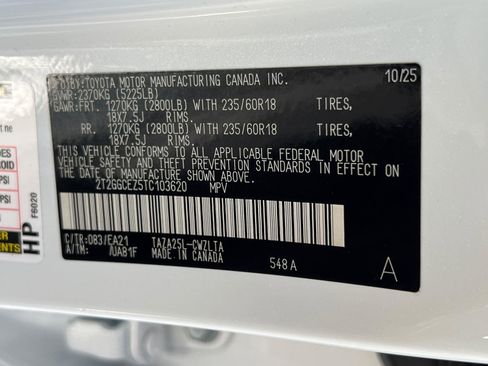 MFD.BY:TOYOTA MOTOR MANUFACTURING CANADA INC. 10/25
GVWR:2370KG (5225LB)
GAWR:FRT. 1270KG (2800LB) WITH 235/60R18 TIRES,
18X7.5J RIMS.
RR. 1270KG (2800LB) WITH 235/60R18 TIRES,
18X7.5J RIMS.
THIS VEHICLE CONFORMS TO ALL APPLICABLE FEDERAL MOTOR
VEHICLE SAFETY AND THEFT PREVENTION STANDARDS IN EFFECT ON
THE DATE OF MANUFACTURE SHOWN ABOVE.
2T2GGCEZ5TC103620 MPV
C/TR:083/EA21 TAZA25L-CWZLTA
A/TM: /UAB1F MADE IN CANADA
548A A
HP F6020